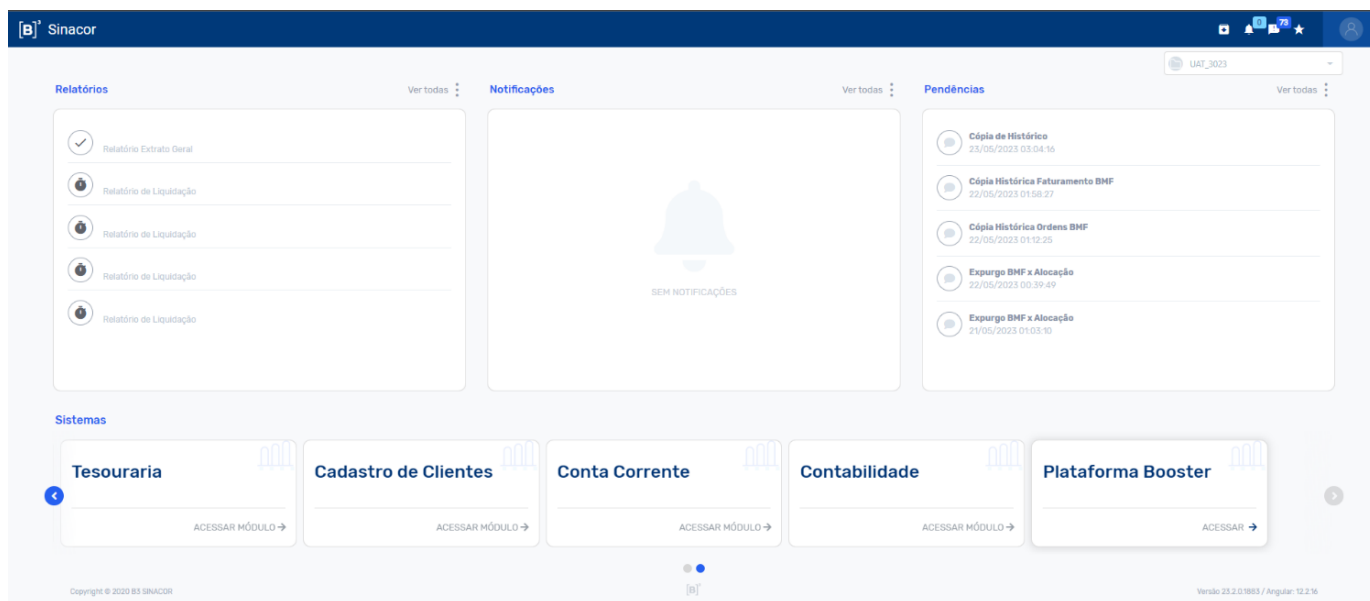 [B]³ Sinacor
0
73
UAT_3023
Relatórios
Ver todas
Relatório Extrato Geral
Relatório de Liquidação
Relatório de Liquidação
Relatório de Liquidação
Relatório de Liquidação
Notificações
Ver todas
SEM NOTIFICAÇÕES
Pendências
Ver todas
Cópia de Histórico
23/05/2023 03:04:16
Cópia Histórica Faturamento BMF
22/05/2023 01:58:27
Cópia Histórica Ordens BMF
22/05/2023 01:12:25
Expurgo BMF x Alocação
22/05/2023 00:39:49
Expurgo BMF x Alocação
21/05/2023 01:03:10
Sistemas
Tesouraria
ACESSAR MÓDULO
Cadastro de Clientes
ACESSAR MÓDULO
Conta Corrente
ACESSAR MÓDULO
Contabilidade
ACESSAR MÓDULO
Plataforma Booster
ACESSAR
Copyright © 2020 B3 SINACOR
[B]³
Versão 23.2.0.1883 / Angular: 12.2.16